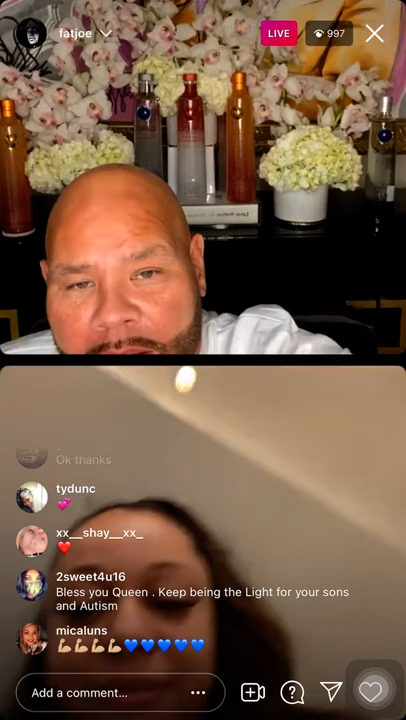 fatjoe
LIVE
997
Ok thanks
tydunc
💕
xx__shay__xx_
❤️
2sweet4u16
Bless you Queen . Keep being the Light for your sons
and Autism
micaluns
💪🏼💪🏼💪🏼💪🏼💙💙💙💙💙
Add a comment...